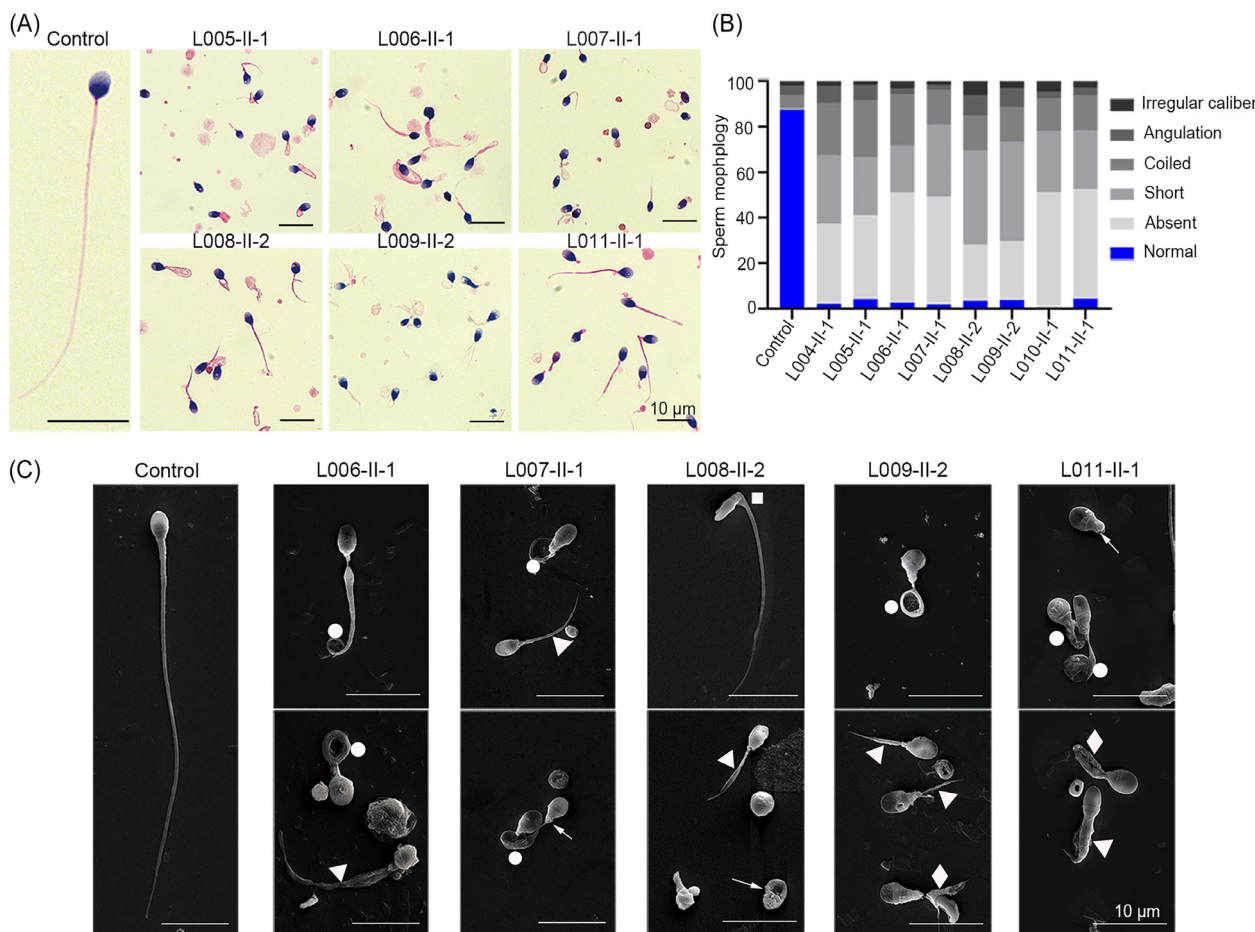 (A)
Control
L005-II-1
L006-II-1
L007-II-1
L008-II-2
L009-II-2
L011-II-1
10 μm
(B)
Sperm mophplogy
100
80
60
40
20
0
Control
L004-II-1
L005-II-1
L006-II-1
L007-II-1
L008-II-2
L009-II-2
L010-II-1
L011-II-1
Irregular caliber
Angulation
Coiled
Short
Absent
Normal
(C)
Control
L006-II-1
L007-II-1
L008-II-2
L009-II-2
L011-II-1
10 μm